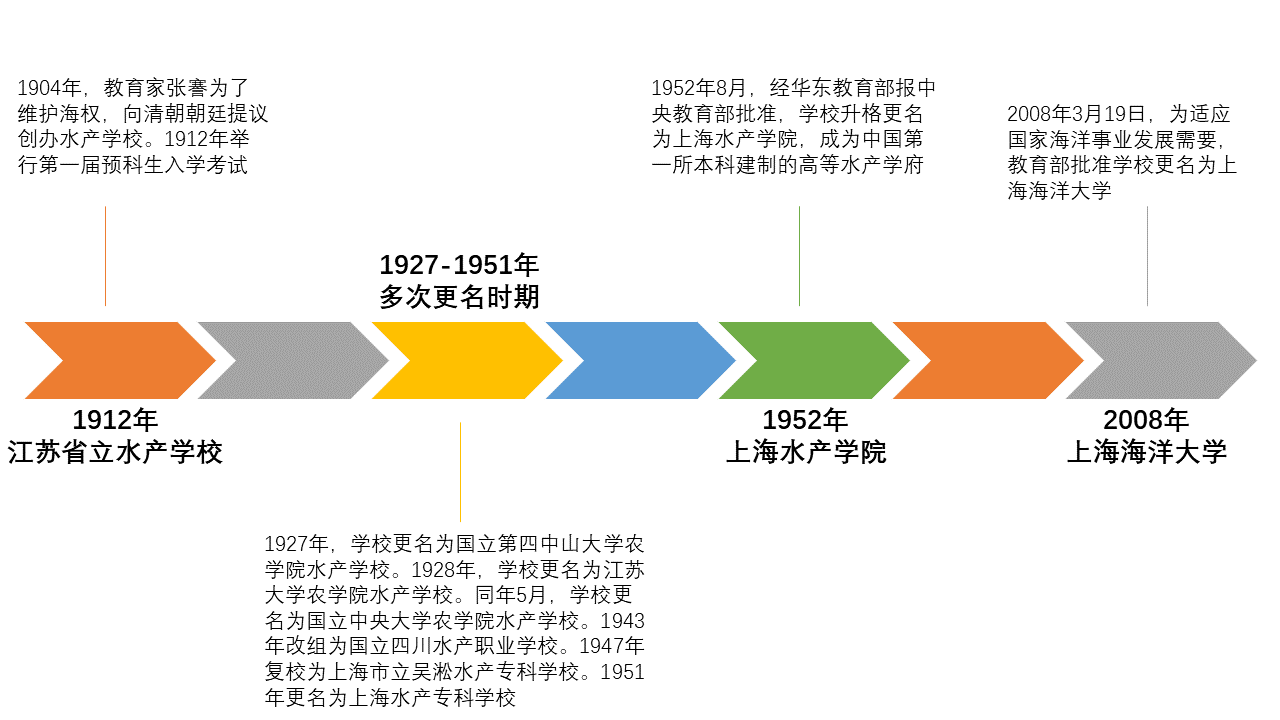 1904年，教育家张謇为了
维护海权，向清朝朝廷提议
创办水产学校。1912年举
行第一届预科生入学考试
1952年8月，经华东教育部报中
央教育部批准，学校升格更名
为上海水产学院，成为中国第
一所本科建制的高等水产学府
2008年3月19日，为适应
国家海洋事业发展需要，
教育部批准学校更名为上
海海洋大学
1927-1951年
多次更名时期
1912年
江苏省立水产学校
1952年
上海水产学院
2008年
上海海洋大学
1927年，学校更名为国立第四中山大学农
学院水产学校。1928年，学校更名为江苏
大学农学院水产学校。同年5月，学校更
名为国立中央大学农学院水产学校。1943
年改组为国立四川水产职业学校。1947年
复校为上海市立吴淞水产专科学校。1951
年更名为上海水产专科学校